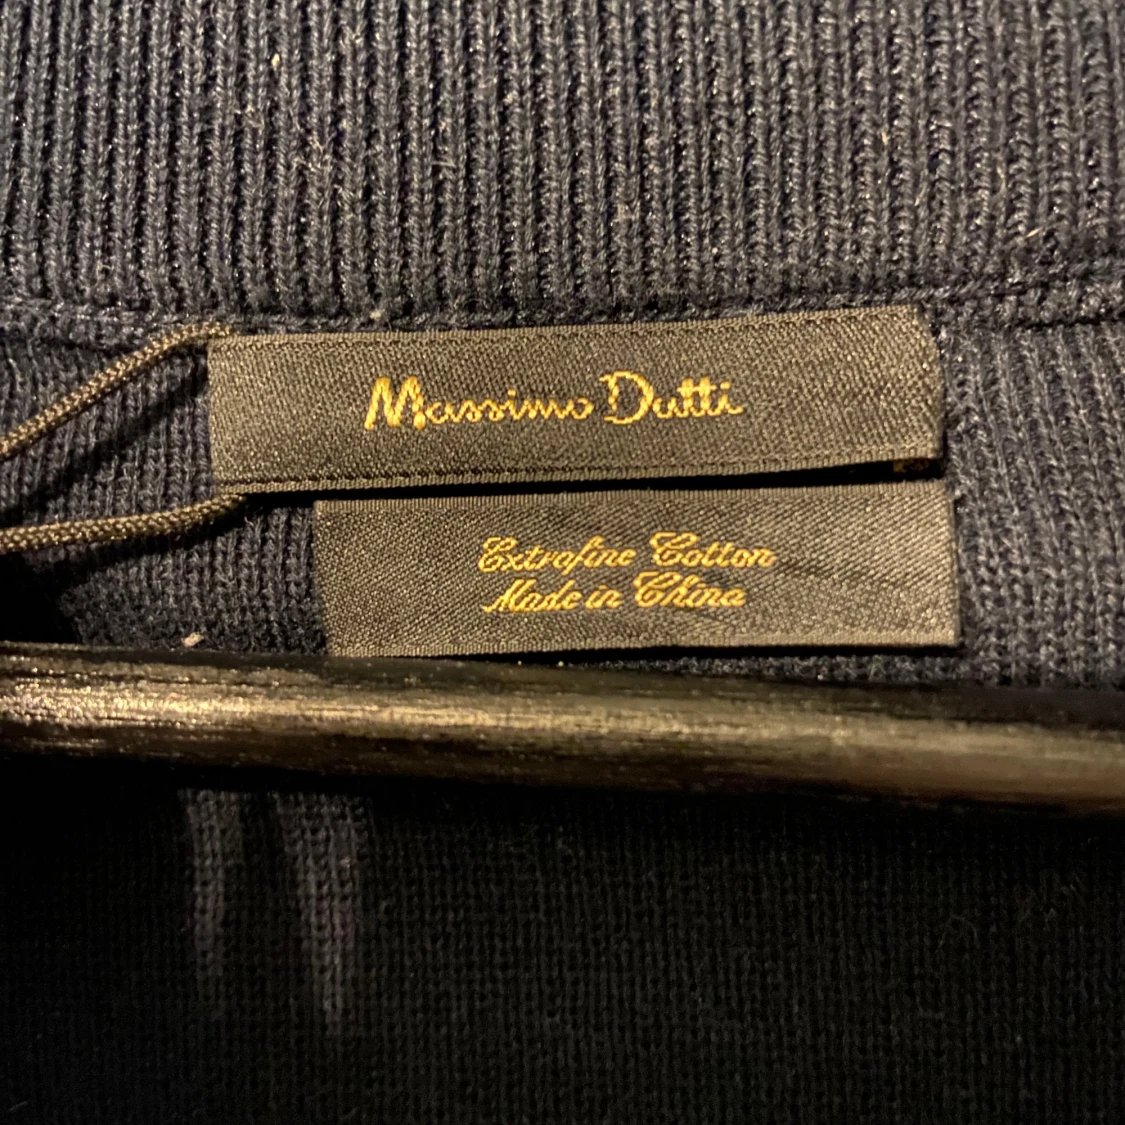 Massimo Dutti
Extrafine Cotton
Made in China